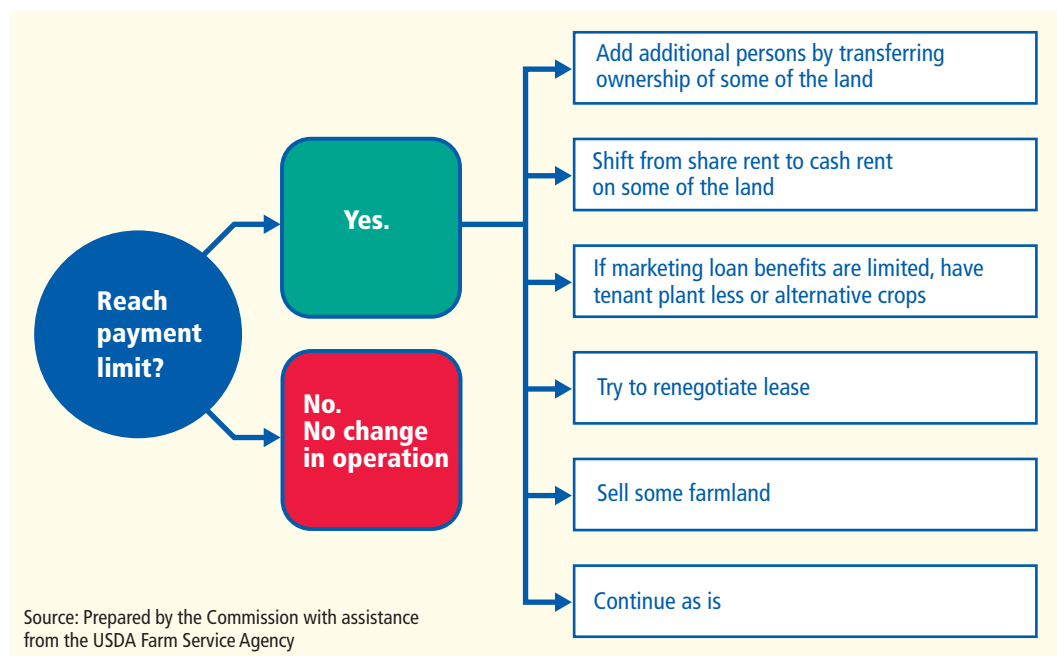 Reach
payment
limit?
Yes.
No.
No change
in operation
Add additional persons by transferring
ownership of some of the land
Shift from share rent to cash rent
on some of the land
If marketing loan benefits are limited, have
tenant plant less or alternative crops
Try to renegotiate lease
Sell some farmland
Continue as is
Source: Prepared by the Commission with assistance
from the USDA Farm Service Agency